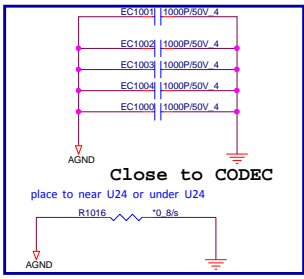 EC1001 1000P/50V_4
EC1002 1000P/50V_4
EC1003 1000P/50V_4
EC1004 1000P/50V_4
EC1000 1000P/50V_4
AGND
Close to CODEC
place to near U24 or under U24
R1016 *0_8/s
AGND